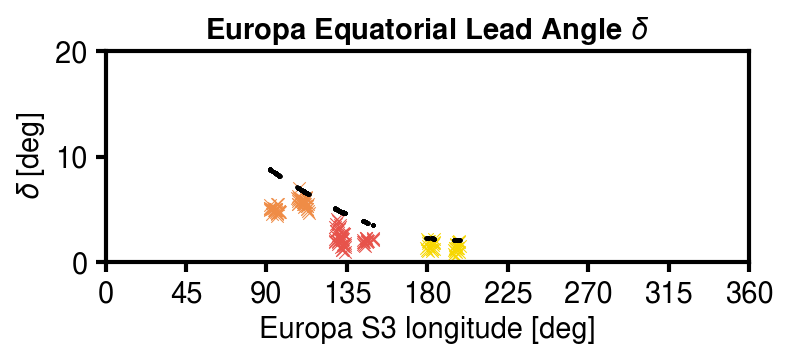 Europa Equatorial Lead Angle δ
20
10
0
δ [deg]
0 45 90 135 180 225 270 315 360
Europa S3 longitude [deg]